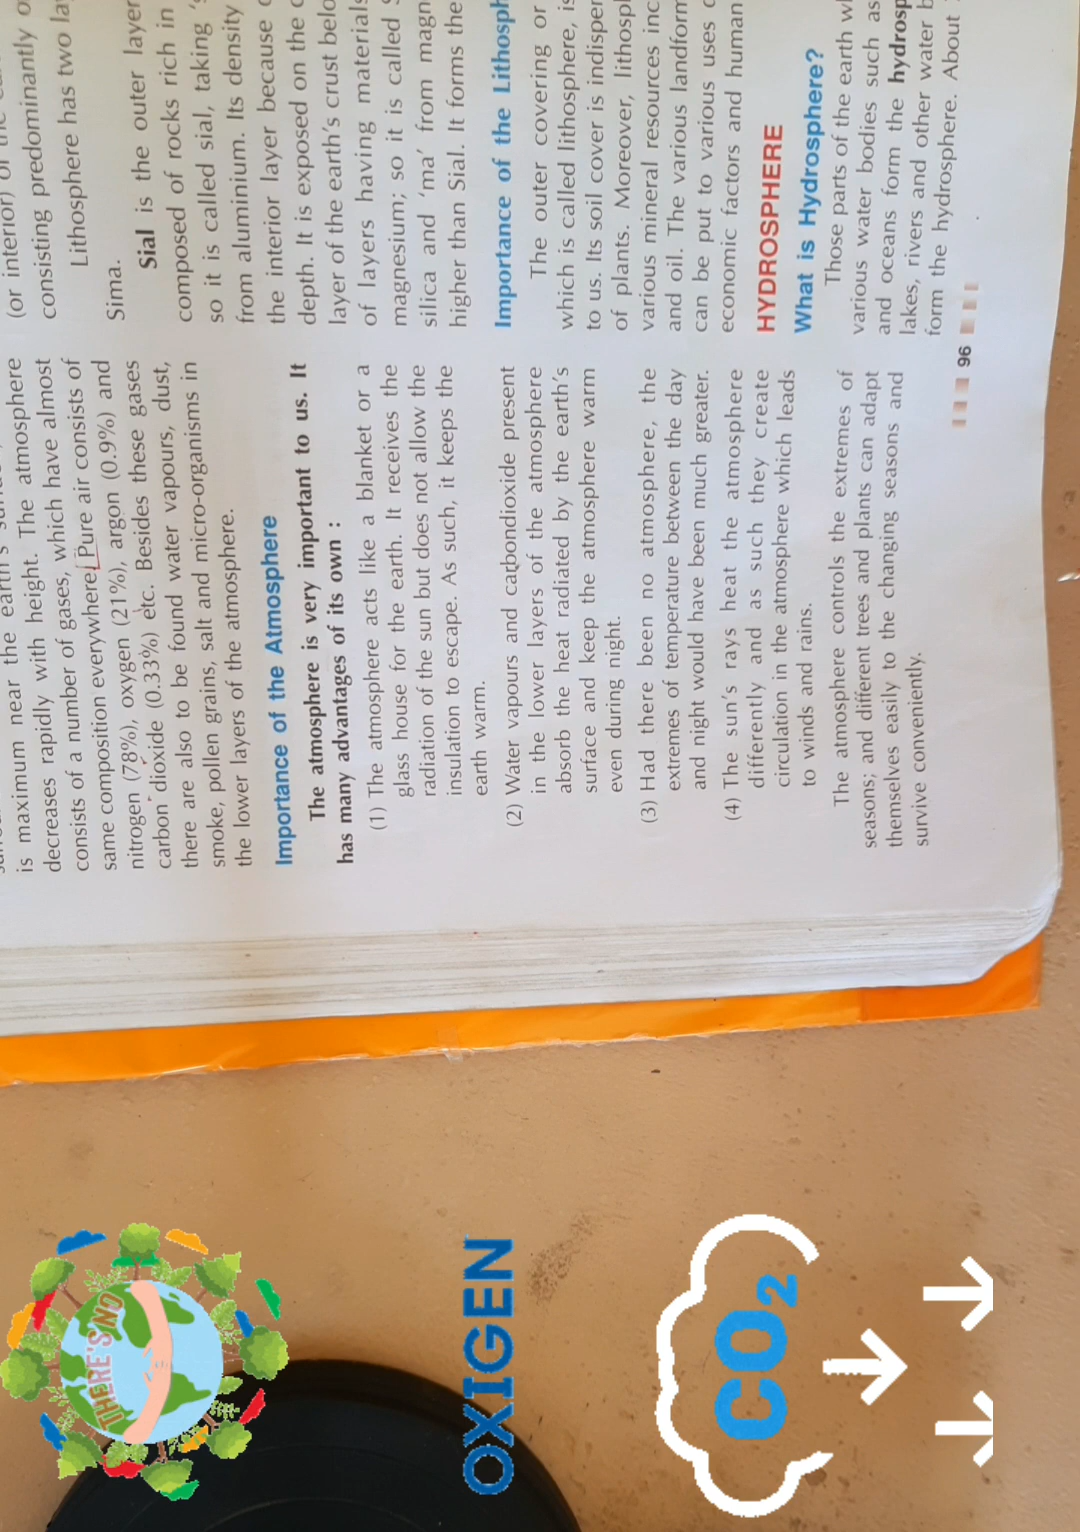 is maximum near the earth's
decreases rapidly with height. The atmosphere
consists of a number of gases, which have almost
same composition everywhere. Pure air consists of
nitrogen (78%), oxygen (21%), argon (0.9%) and
carbon dioxide (0.33%) etc. Besides these gases
there are also to be found water vapours, dust,
smoke, pollen grains, salt and micro-organisms in
the lower layers of the atmosphere.
Importance of the Atmosphere
The atmosphere is very important to us. It
has many advantages of its own :
(1) The atmosphere acts like a blanket or a
glass house for the earth. It receives the
radiation of the sun but does not allow the
insulation to escape. As such, it keeps the
earth warm.
(2) Water vapours and carbondioxide present
in the lower layers of the atmosphere
absorb the heat radiated by the earth's
surface and keep the atmosphere warm
even during night.
(3) Had there been no atmosphere, the
extremes of temperature between the day
and night would have been much greater.
(4) The sun's rays heat the atmosphere
differently and as such they create
circulation in the atmosphere which leads
to winds and rains.
The atmosphere controls the extremes of
seasons; and different trees and plants can adapt
themselves easily to the changing seasons and
survive conveniently.
(or interior) of the
consisting predominantly
Lithosphere has two
Sima.
Sial is the outer layer
composed of rocks rich in
so it is called sial, taking
from aluminium. Its density
the interior layer because
depth. It is exposed on the
layer of the earth's crust
of layers having materials
magnesium; so it is called
silica and 'ma' from
higher than Sial. It forms the
Importance of the
The outer covering or
which is called lithosphere, is
to us. Its soil cover is
of plants. Moreover,
various mineral resources
and oil. The various
can be put to various uses
economic factors and human
HYDROSPHERE
What is Hydrosphere?
Those parts of the earth
various water bodies such as
and oceans form the
lakes, rivers and other water
form the hydrosphere. About
96
THERE'S NO
OXIGEN
CO2